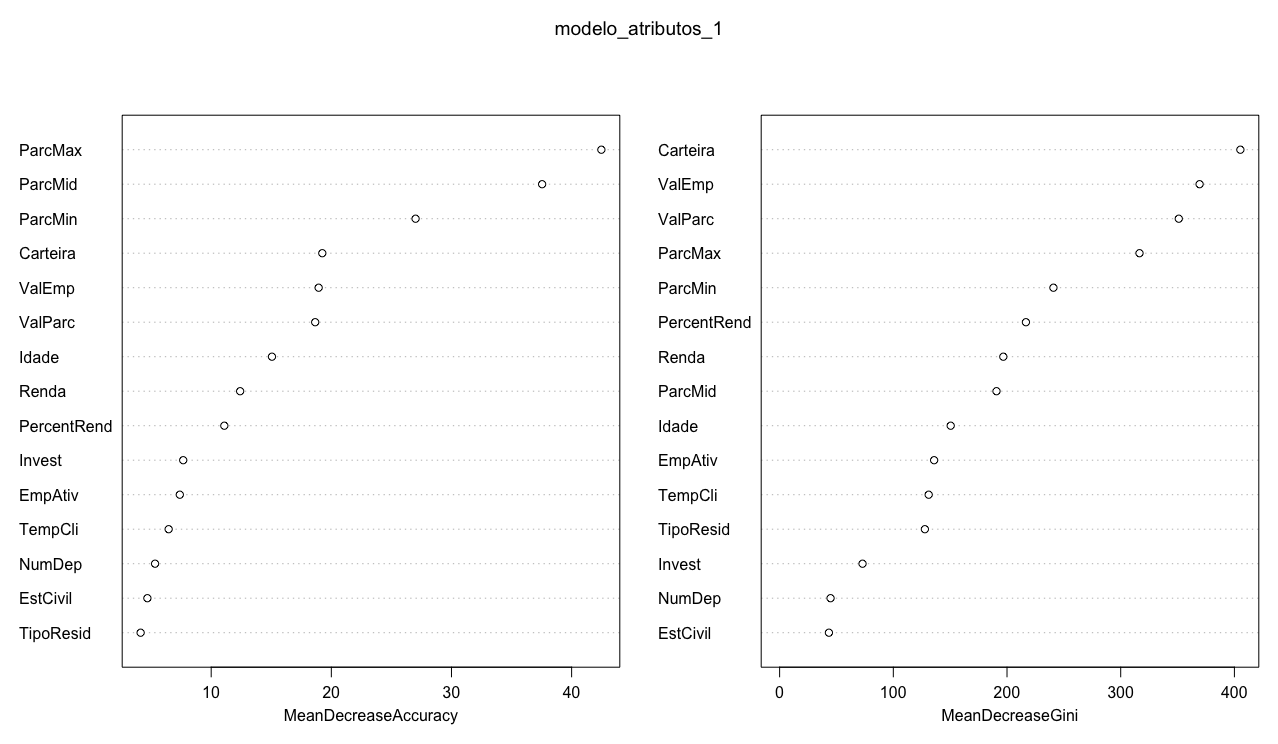 modelo_atributos_1
ParcMax
ParcMid
ParcMin
Carteira
ValEmp
ValParc
Idade
Renda
PercentRend
Invest
EmpAtiv
TempCli
NumDep
EstCivil
TipoResid
10 20 30 40
MeanDecreaseAccuracy
Carteira
ValEmp
ValParc
ParcMax
ParcMin
PercentRend
Renda
ParcMid
Idade
EmpAtiv
TempCli
TipoResid
Invest
NumDep
EstCivil
0 100 200 300 400
MeanDecreaseGini